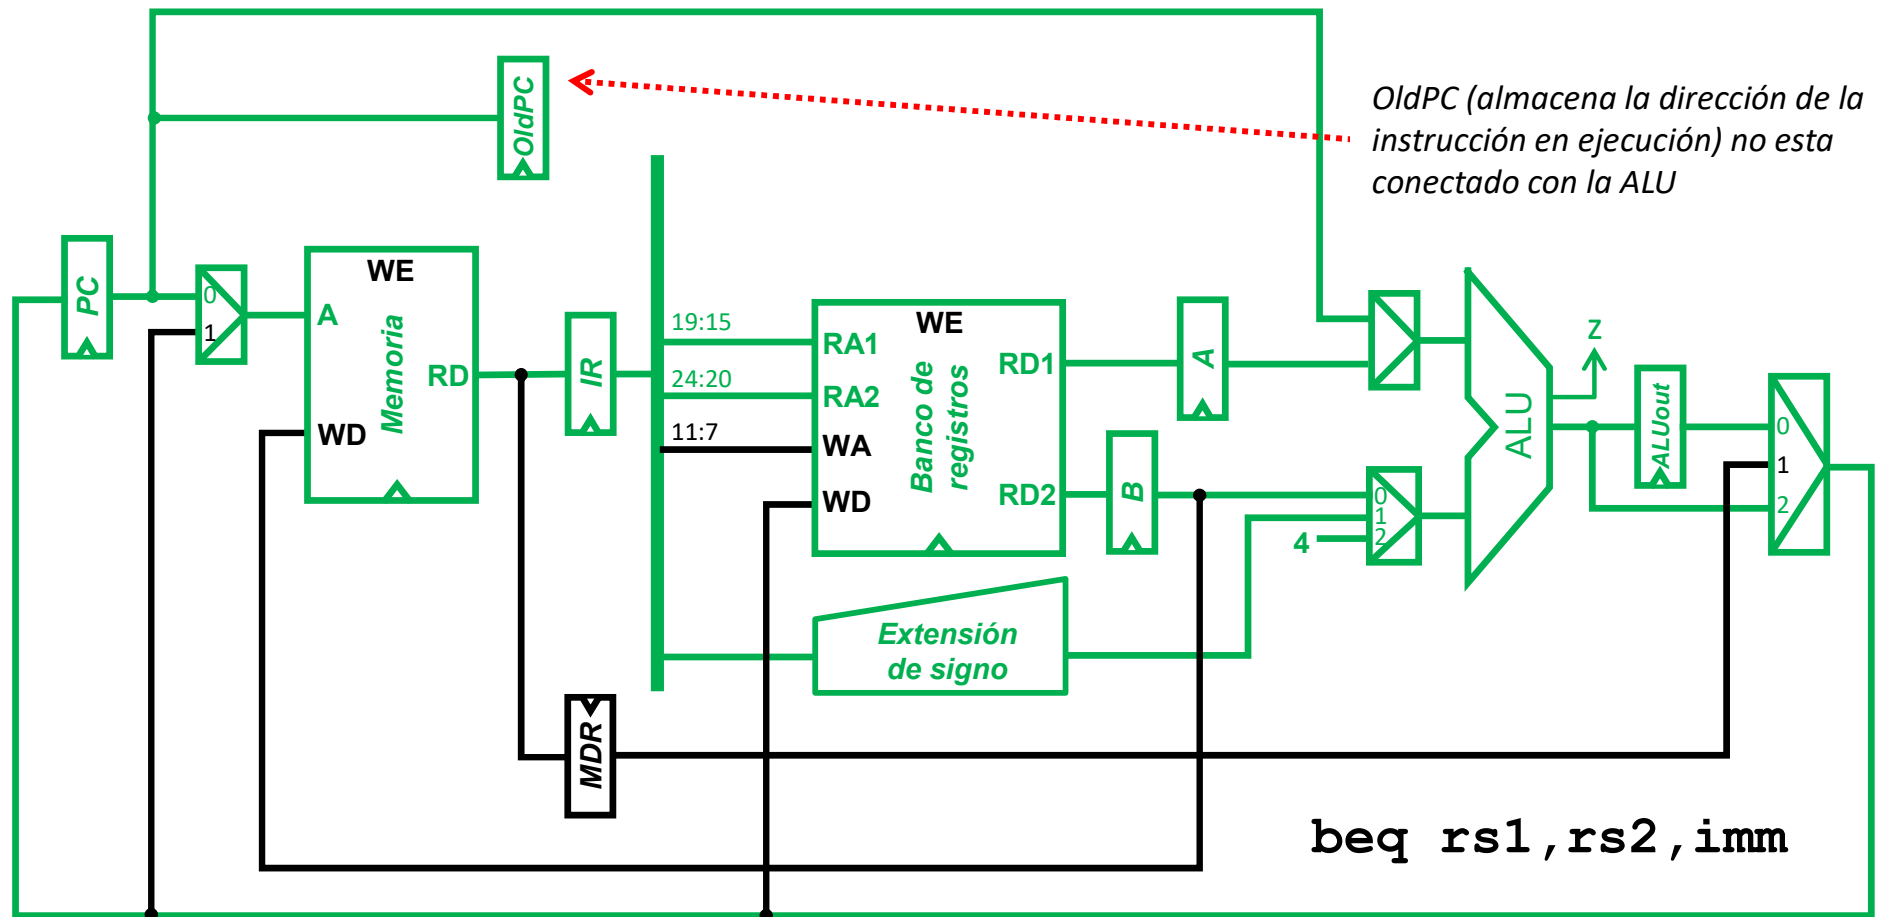 OldPC
OldPC (almacena la dirección de la
instrucción en ejecución) no esta
conectado con la ALU
PC
0
1
WE
A
Memoria
RD
WD
IR
19:15
24:20
11:7
WE
RA1
RA2
WA
WD
Banco de
registros
RD1
RD2
A
B
0
1
2
4
ALU
Z
ALUout
0
1
2
Extensión
de signo
MDR
beq rs1,rs2,imm